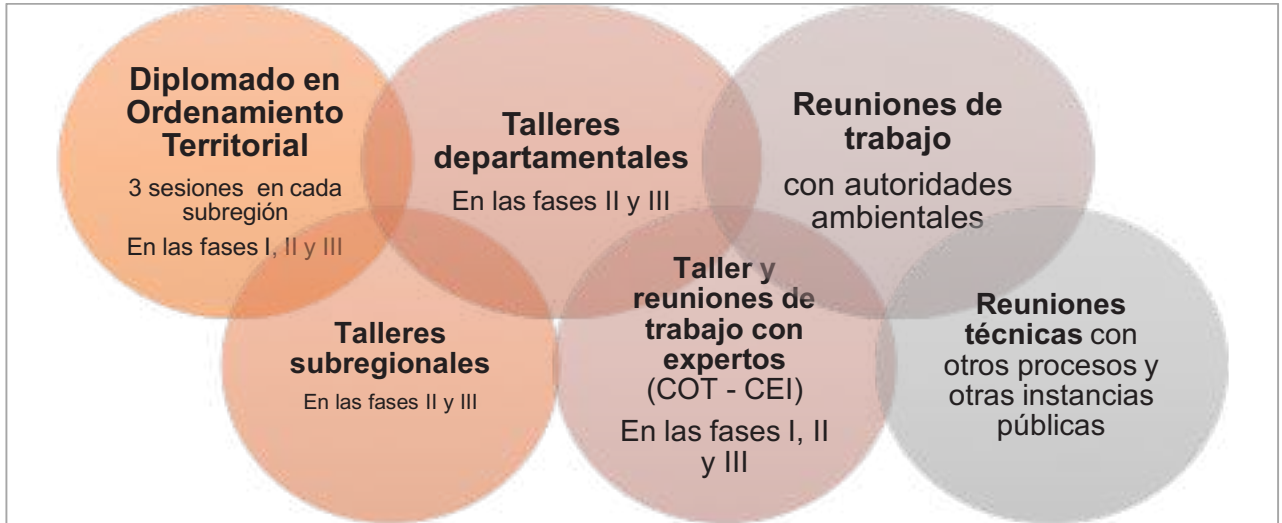 Diplomado en
Ordenamiento
Territorial
3 sesiones en cada
subregión
En las fases I, II y III
Talleres
departamentales
En las fases II y III
Reuniones de
trabajo
con autoridades
ambientales
Talleres
subregionales
En las fases II y III
Taller y
reuniones de
trabajo con
expertos
(COT - CEI)
En las fases I, II
y III
Reuniones
técnicas con
otros procesos y
otras instancias
públicas